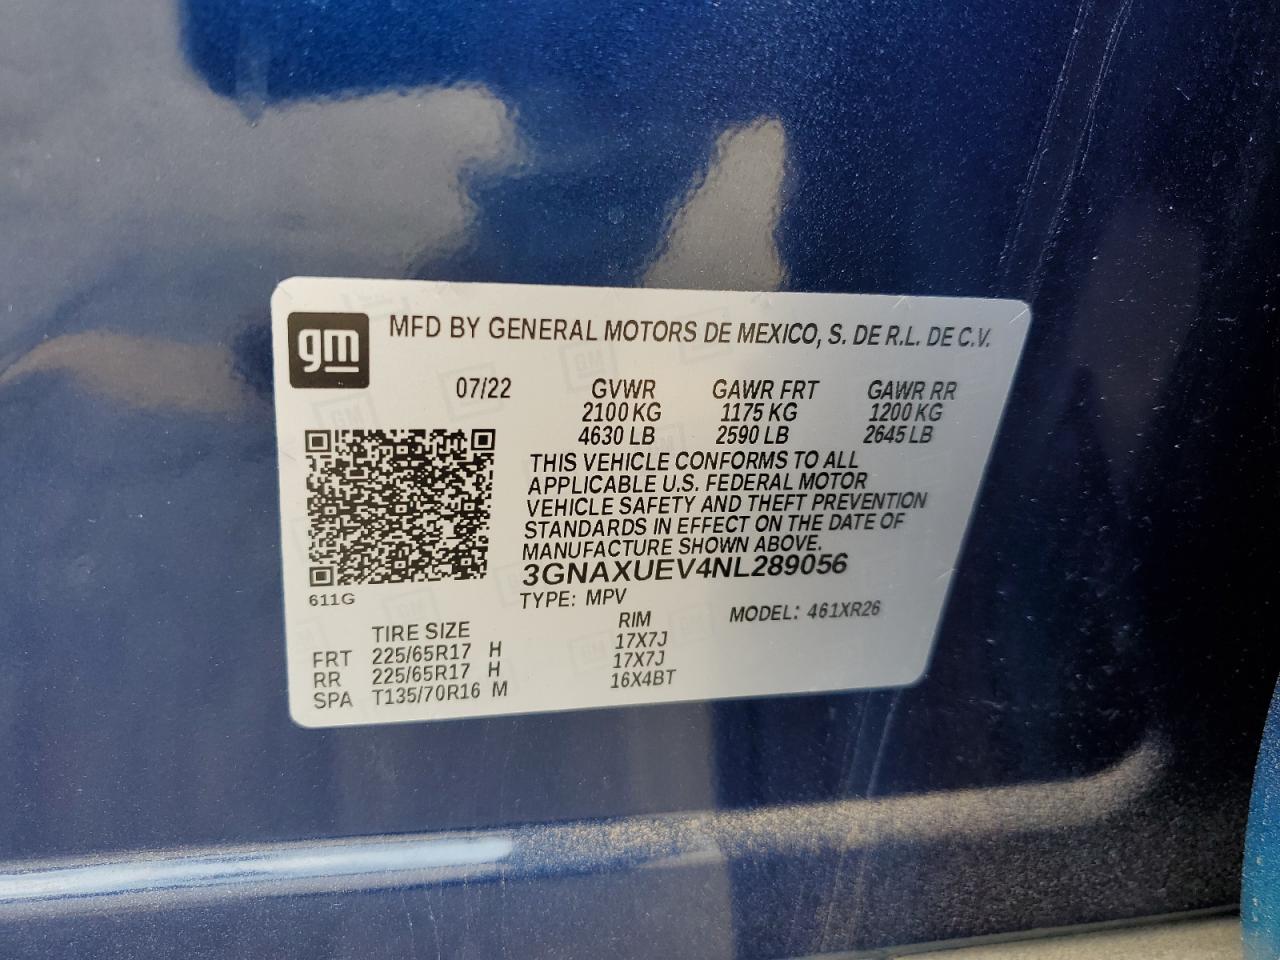 gm
MFD BY GENERAL MOTORS DE MEXICO, S. DE R.L. DE C.V.
07/22 GVWR GAWR FRT GAWR RR
2100 KG 1175 KG 1200 KG
4630 LB 2590 LB 2645 LB
THIS VEHICLE CONFORMS TO ALL
APPLICABLE U.S. FEDERAL MOTOR
VEHICLE SAFETY AND THEFT PREVENTION
STANDARDS IN EFFECT ON THE DATE OF
MANUFACTURE SHOWN ABOVE.
3GNAXUEV4NL289056
611G TYPE: MPV MODEL: 461XR26
TIRE SIZE RIM
FRT 225/65R17 H 17X7J
RR 225/65R17 H 17X7J
SPA T135/70R16 M 16X4BT